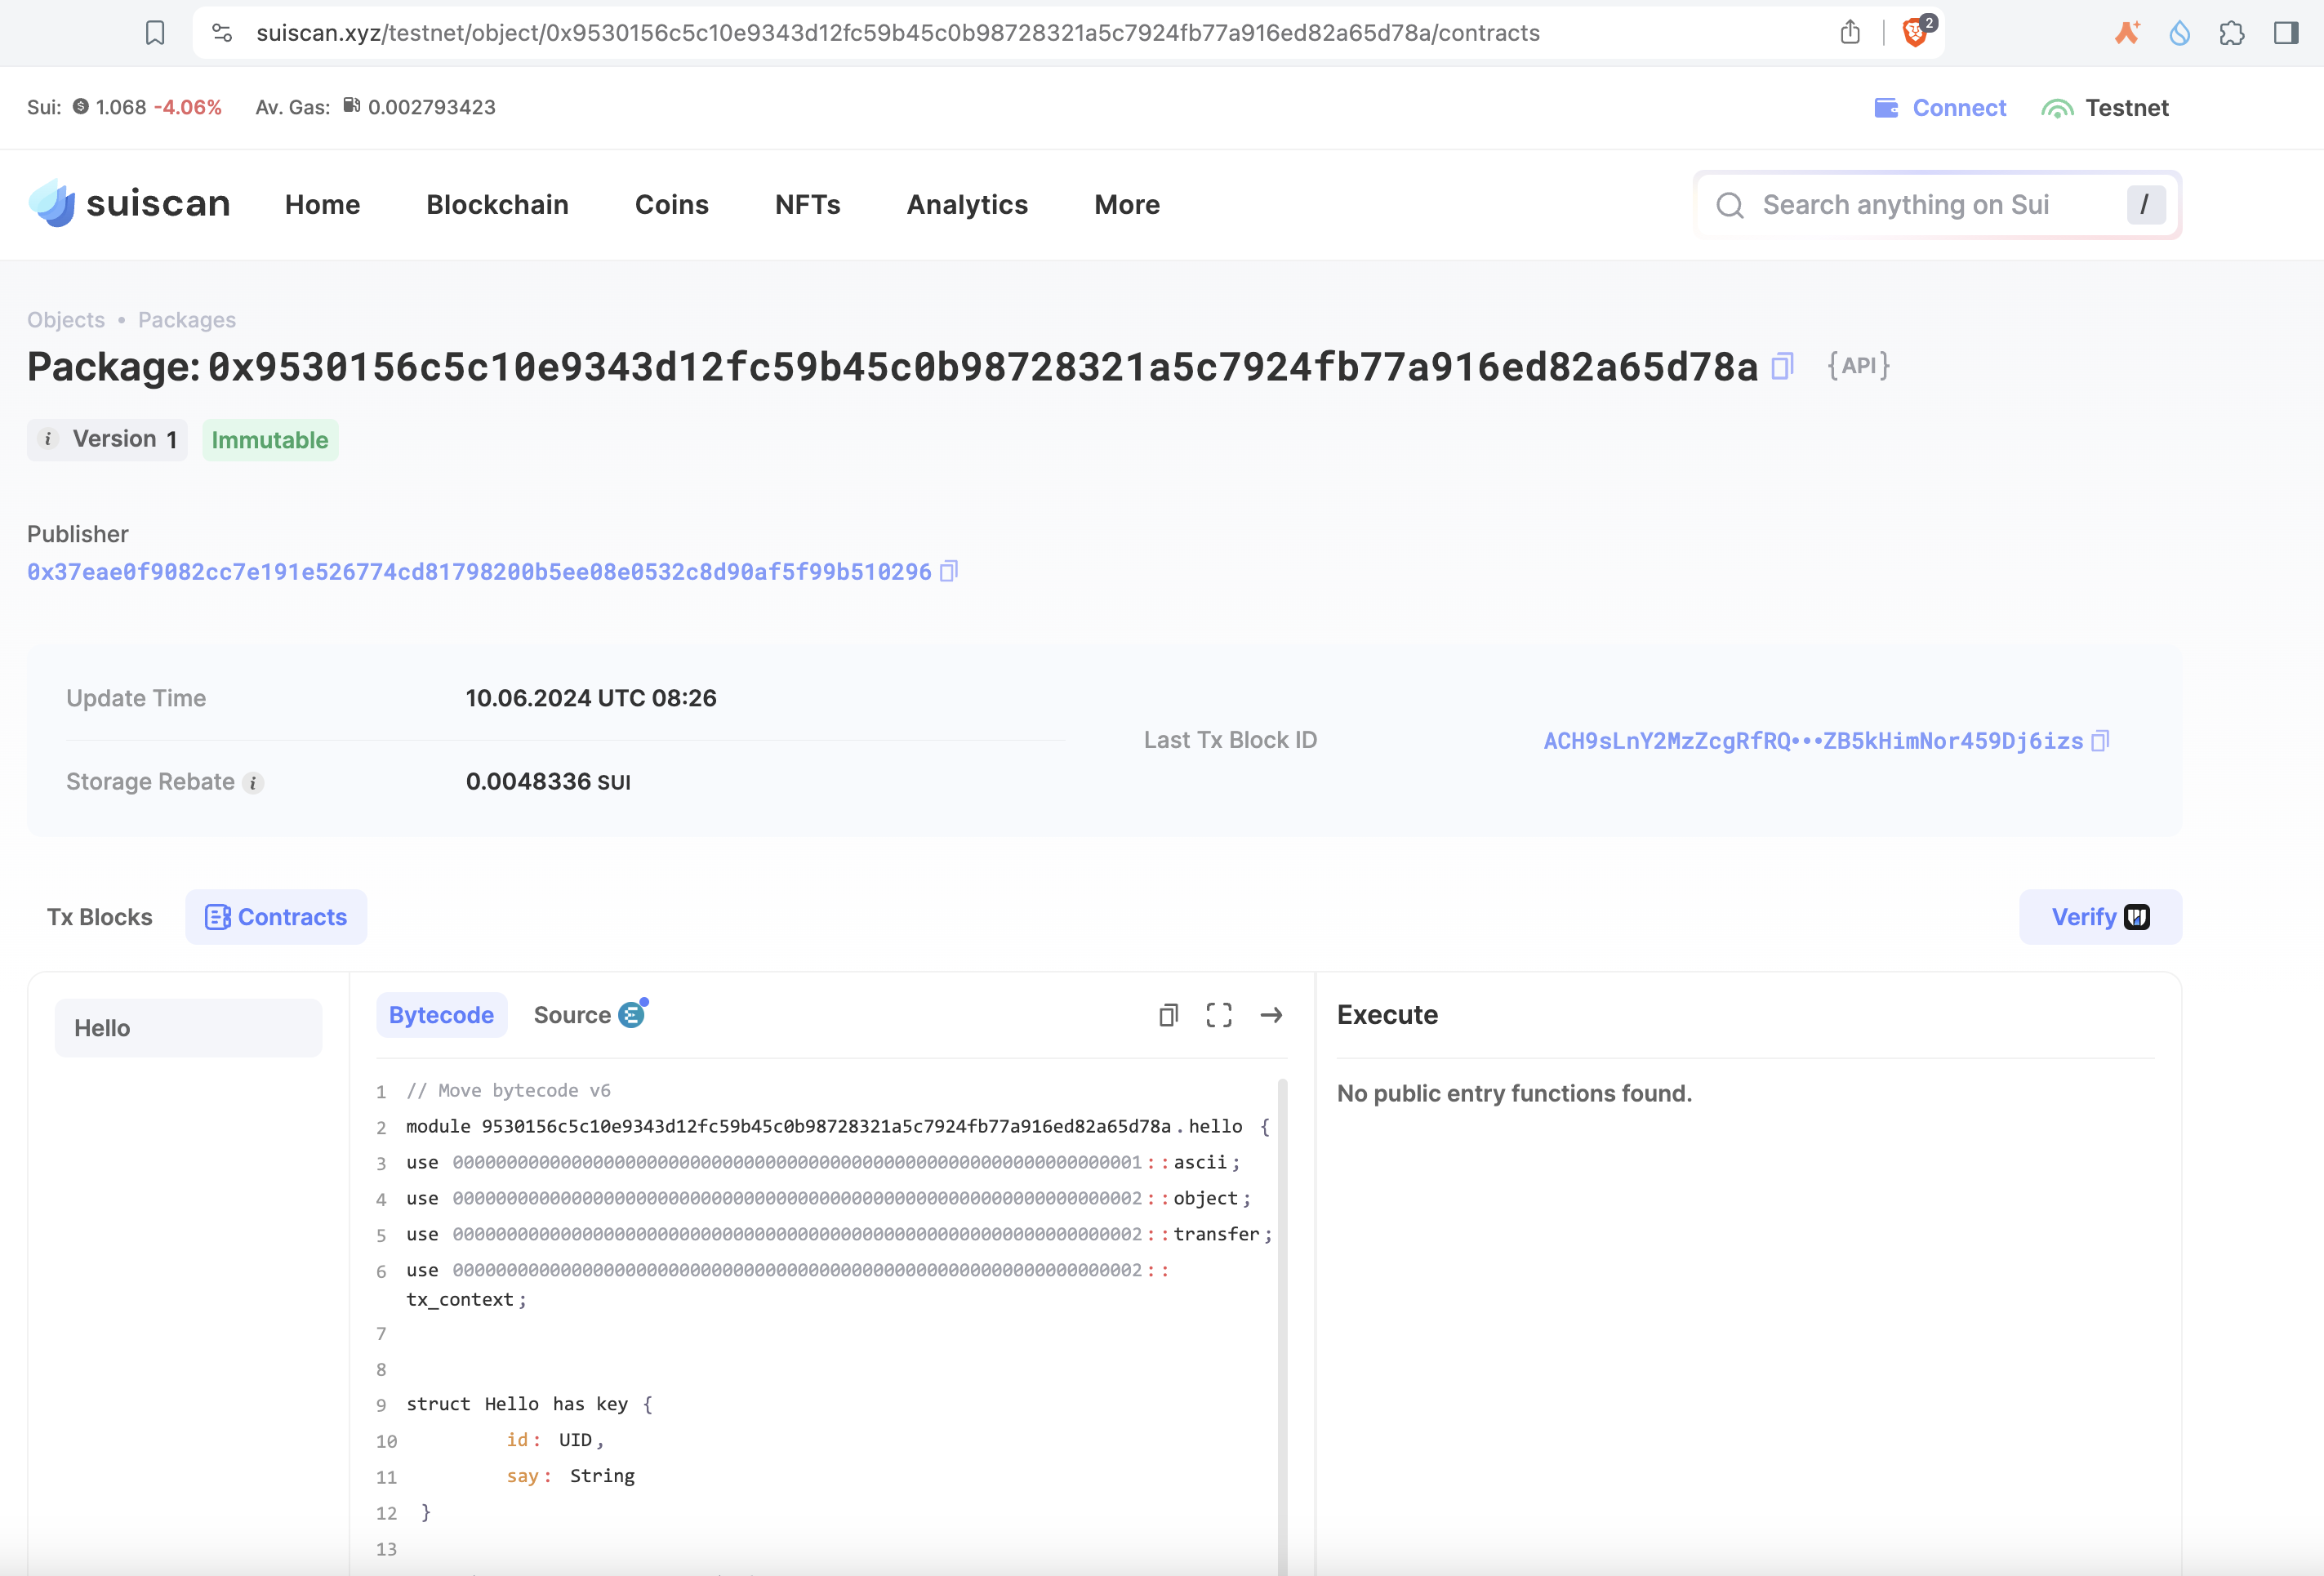 suiscan.xyz/testnet/object/0x9530156c5c10e9343d12fc59b45c0b98728321a5c7924fb77a916ed82a65d78a/contracts
2
Sui: 1.068 -4.06% Av. Gas: 0.002793423
Connect Testnet
suiscan Home Blockchain Coins NFTs Analytics More
Search anything on Sui /
Objects • Packages
Package: 0x9530156c5c10e9343d12fc59b45c0b98728321a5c7924fb77a916ed82a65d78a {API}
i Version 1 Immutable
Publisher
0x37eae0f9082cc7e191e526774cd81798200b5ee08e0532c8d90af5f99b510296
Update Time 10.06.2024 UTC 08:26
Last Tx Block ID ACH9sLnY2MzZcgRfRQ•••ZB5kHimNor459Dj6izs
Storage Rebate i 0.0048336 SUI
Tx Blocks Contracts Verify
Hello
Bytecode Source
1 // Move bytecode v6
2 module 9530156c5c10e9343d12fc59b45c0b98728321a5c7924fb77a916ed82a65d78a.hello {
3 use 0000000000000000000000000000000000000000000000000000000000000001::ascii;
4 use 0000000000000000000000000000000000000000000000000000000000000002::object;
5 use 0000000000000000000000000000000000000000000000000000000000000002::transfer;
6 use 0000000000000000000000000000000000000000000000000000000000000002::
tx_context;
7
8
9 struct Hello has key {
10 id: UID,
11 say: String
12 }
13
Execute
No public entry functions found.